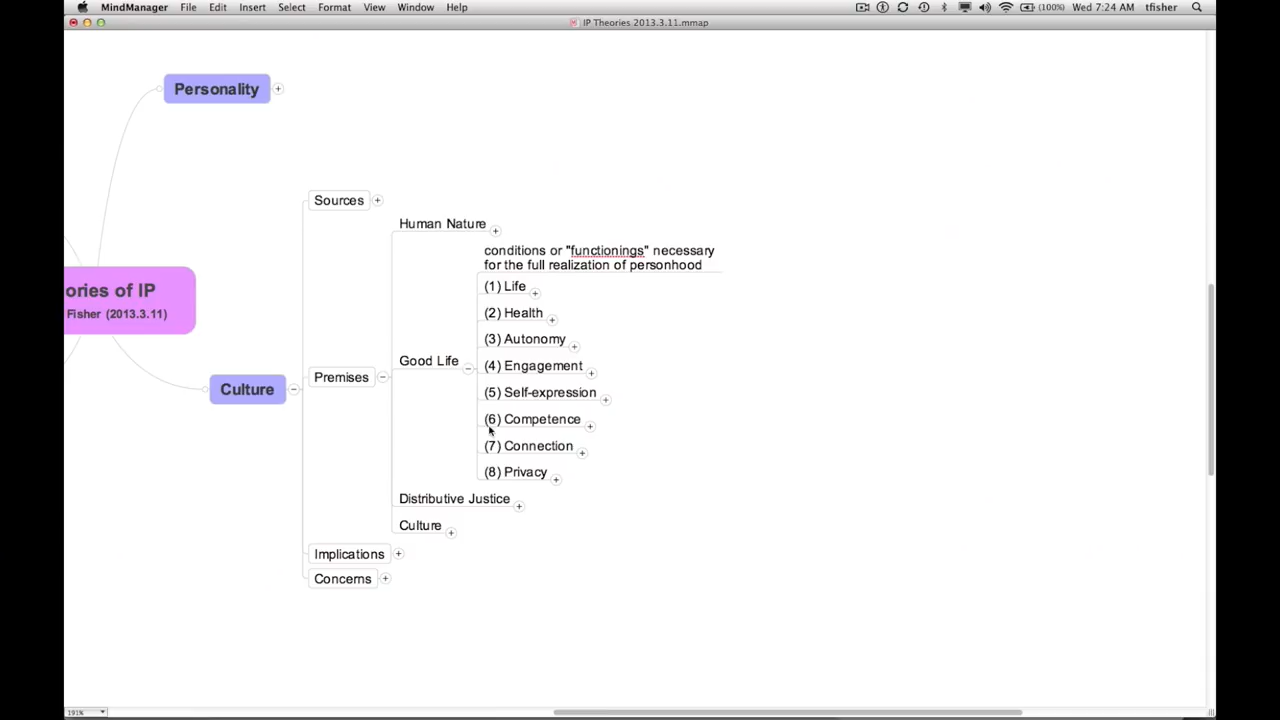 MindManager File Edit Insert Select Format View Window Help (100%) Wed 7:24 AM tfisher
IP Theories 2013.3.11.mmap
Personality
Sources
Human Nature
conditions or "functionings" necessary
for the full realization of personhood
ories of IP
Fisher (2013.3.11)
(1) Life
(2) Health
(3) Autonomy
Good Life
(4) Engagement
Premises
Culture
(5) Self-expression
(6) Competence
(7) Connection
(8) Privacy
Distributive Justice
Culture
Implications
Concerns
191%